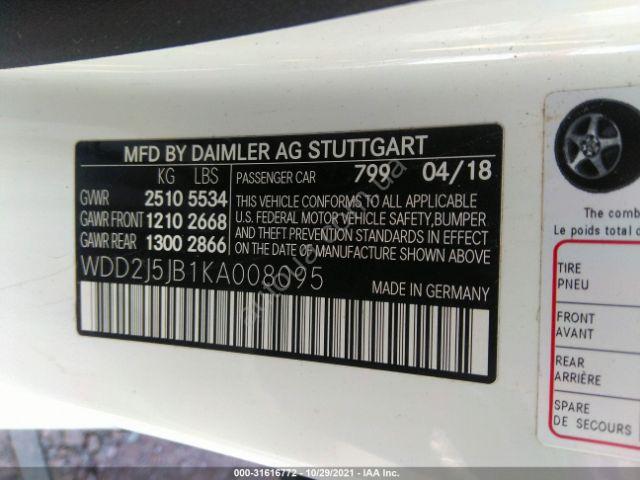 MFD BY DAIMLER AG STUTTGART
KG LBS PASSENGER CAR 799 04/18
GVWR 2510 5534
GAWR FRONT 1210 2668
GAWR REAR 1300 2866
THIS VEHICLE CONFORMS TO ALL APPLICABLE
U.S. FEDERAL MOTOR VEHICLE SAFETY, BUMPER
AND THEFT PREVENTION STANDARDS IN EFFECT
ON DATE OF MANUFACTURE SHOWN ABOVE
MADE IN GERMANY
The comb
Le poids total d
TIRE
PNEU
FRONT
AVANT
REAR
ARRIÈRE
SPARE
DE SECOURS
000-31616772 - 10/29/2021 - IAA Inc.